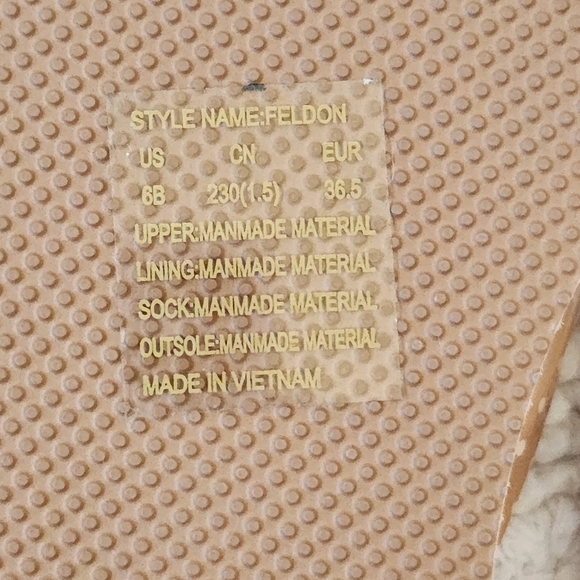 STYLE NAME:FELDON
US CN EUR
6B 230(1.5) 36.5
UPPER:MANMADE MATERIAL
LINING:MANMADE MATERIAL
SOCK:MANMADE MATERIAL
OUTSOLE:MANMADE MATERIAL
MADE IN VIETNAM